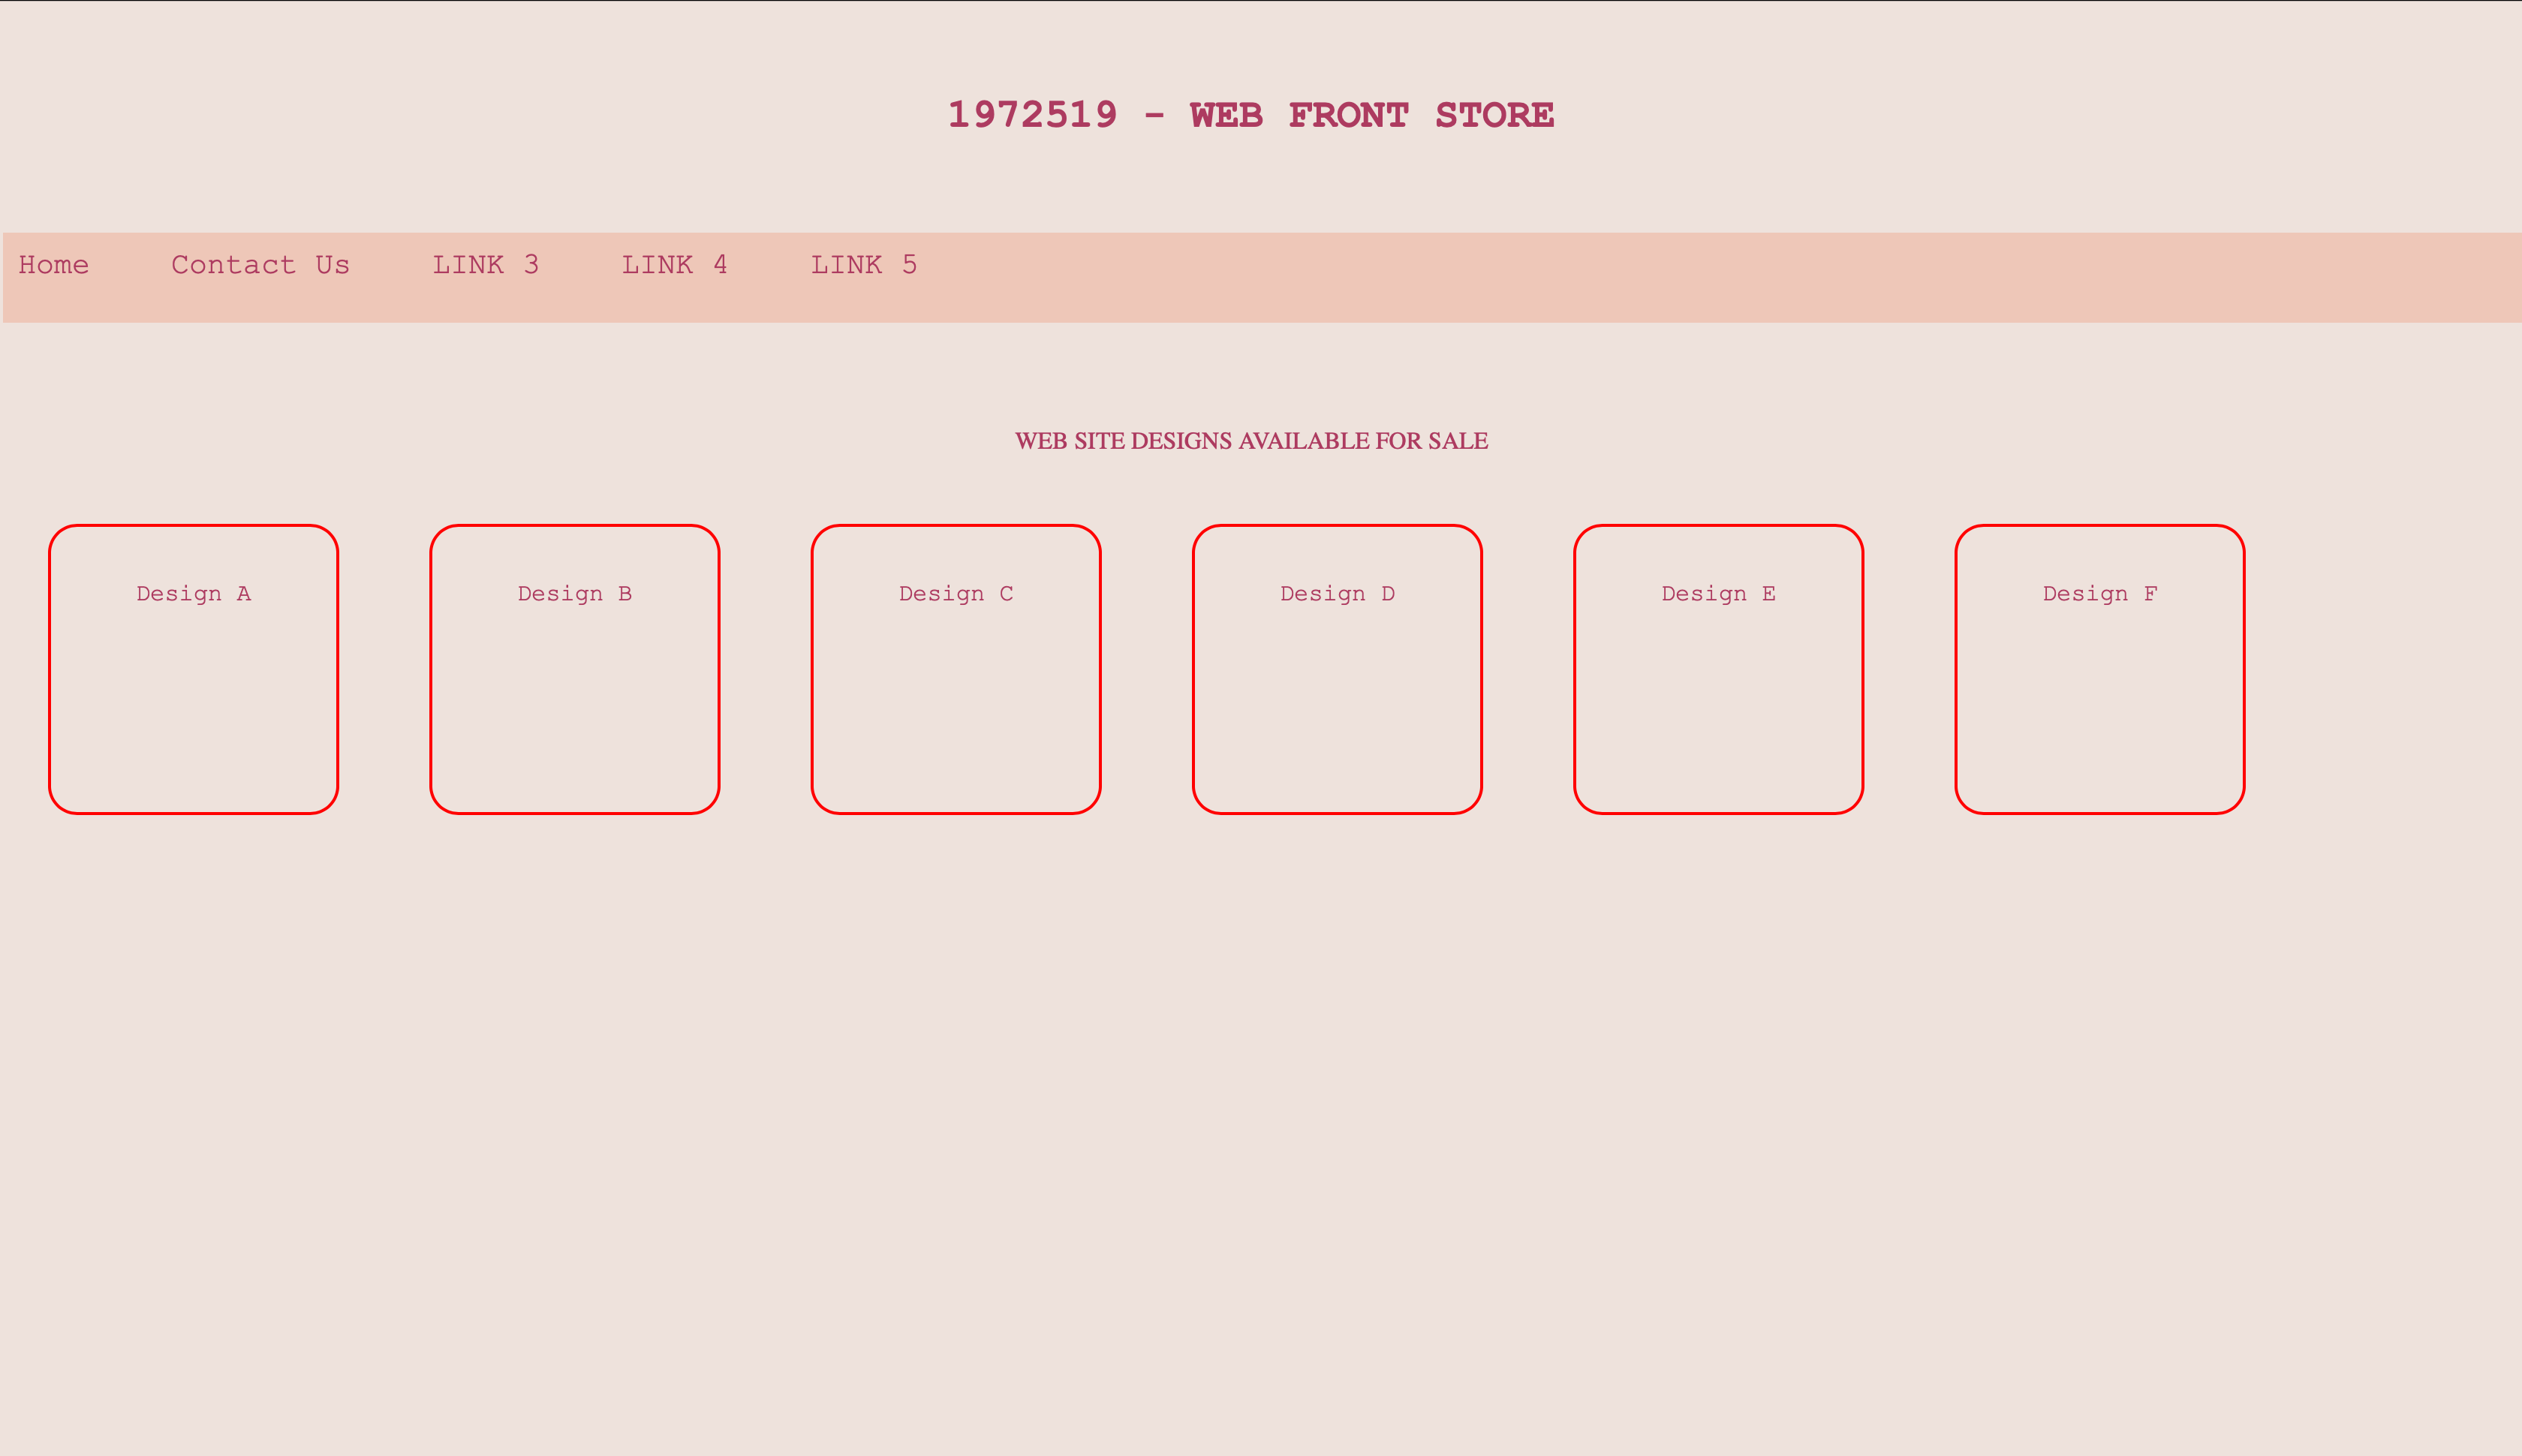 1972519 - WEB FRONT STORE
Home Contact Us LINK 3 LINK 4 LINK 5
WEB SITE DESIGNS AVAILABLE FOR SALE
Design A Design B Design C Design D Design E Design F